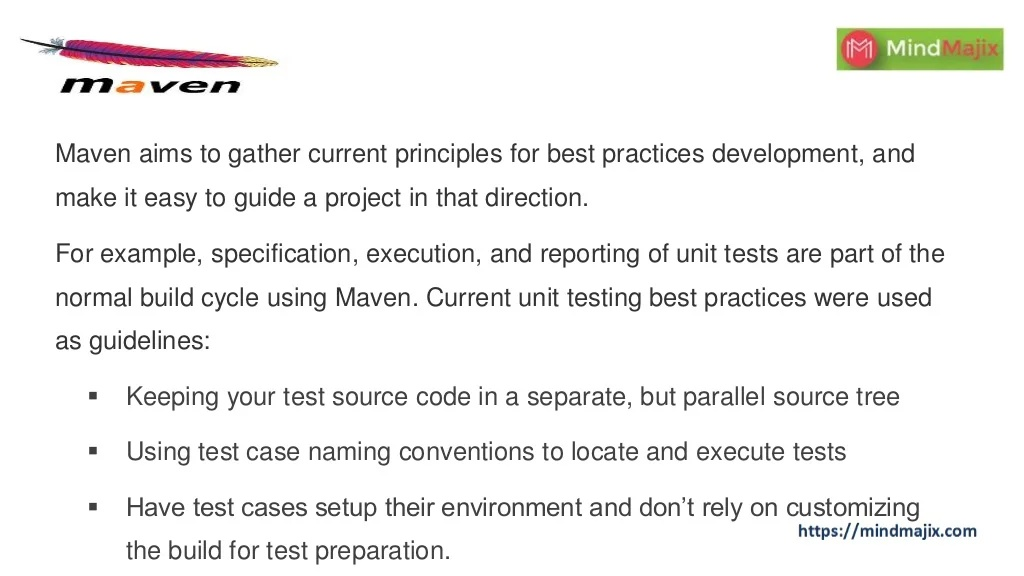 maven
MindMajix
Maven aims to gather current principles for best practices development, and
make it easy to guide a project in that direction.
For example, specification, execution, and reporting of unit tests are part of the
normal build cycle using Maven. Current unit testing best practices were used
as guidelines:
▪ Keeping your test source code in a separate, but parallel source tree
▪ Using test case naming conventions to locate and execute tests
▪ Have test cases setup their environment and don’t rely on customizing
the build for test preparation.
https://mindmajix.com